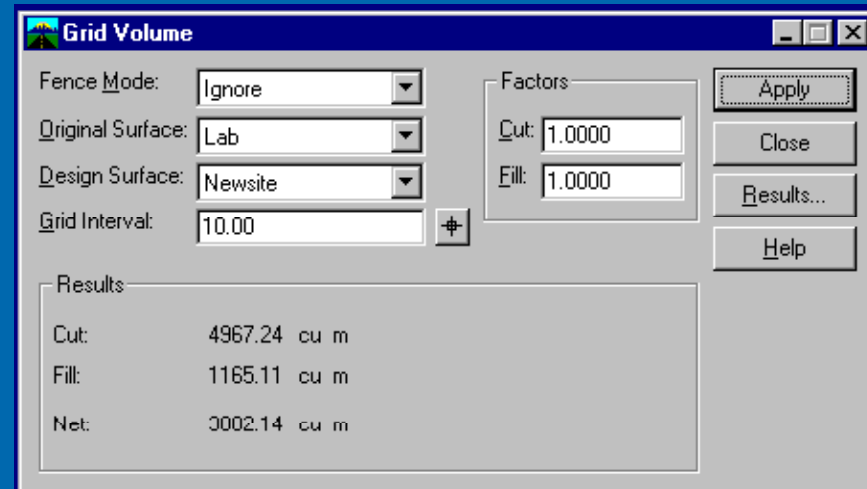 Grid Volume
Fence Mode: Ignore
Original Surface: Lab
Design Surface: Newsite
Grid Interval: 10.00
Factors
Cut: 1.0000
Fill: 1.0000
Apply
Close
Results...
Help
Results
Cut: 4967.24 cu m
Fill: 1165.11 cu m
Net: cu m